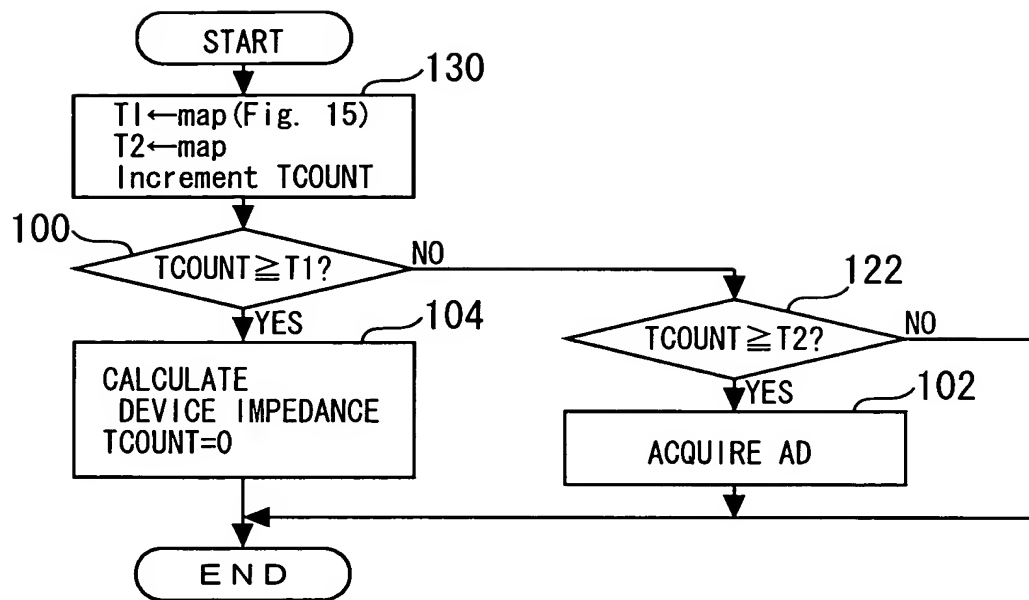 START
130
T1←map(Fig. 15)
T2←map
Increment TCOUNT
100
TCOUNT≧T1?
NO
YES
122
TCOUNT≧T2?
NO
YES
104
CALCULATE
DEVICE IMPEDANCE
TCOUNT=0
102
ACQUIRE AD
END